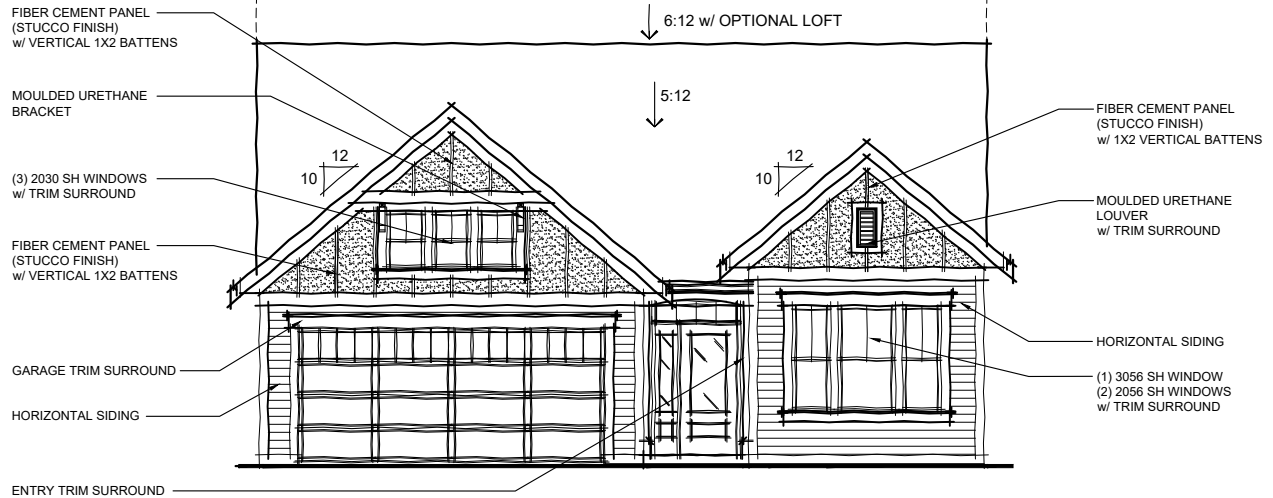 FIBER CEMENT PANEL
(STUCCO FINISH)
w/ VERTICAL 1X2 BATTENS
6:12 w/ OPTIONAL LOFT
MOULDED URETHANE
BRACKET
5:12
FIBER CEMENT PANEL
(STUCCO FINISH)
w/ 1X2 VERTICAL BATTENS
12
10
12
10
(3) 2030 SH WINDOWS
w/ TRIM SURROUND
MOULDED URETHANE
LOUVER
w/ TRIM SURROUND
FIBER CEMENT PANEL
(STUCCO FINISH)
w/ VERTICAL 1X2 BATTENS
HORIZONTAL SIDING
GARAGE TRIM SURROUND
(1) 3056 SH WINDOW
(2) 2056 SH WINDOWS
w/ TRIM SURROUND
HORIZONTAL SIDING
ENTRY TRIM SURROUND